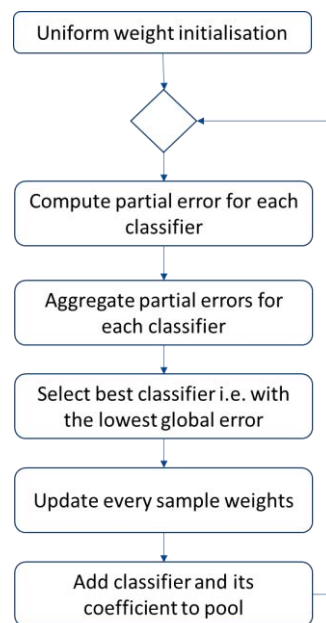 Uniform weight initialisation
Compute partial error for each
classifier
Aggregate partial errors for
each classifier
Select best classifier i.e. with
the lowest global error
Update every sample weights
Add classifier and its
coefficient to pool